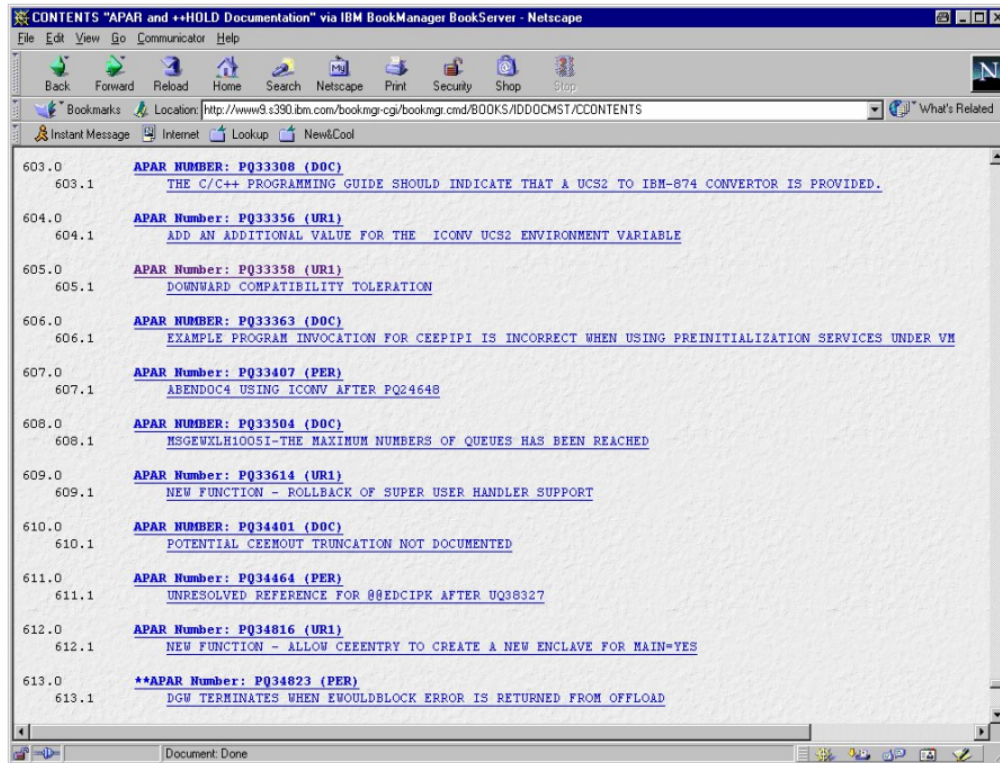 CONTENTS "APAR and ++HOLD Documentation" via IBM BookManager BookServer - Netscape
File Edit View Go Communicator Help
Back Forward Reload Home Search Netscape Print Security Shop Stop
My
N
Bookmarks Location: http://www9.s390.ibm.com/bookmgr-cgi/bookmgr.cmd/BOOKS/IDDOCMST/CCONTENTS What's Related
Instant Message Internet Lookup New&Cool
603.0 APAR NUMBER: PQ33308 (DOC)
603.1 THE C/C++ PROGRAMMING GUIDE SHOULD INDICATE THAT A UCS2 TO IBM-874 CONVERTOR IS PROVIDED.
604.0 APAR Number: PQ33356 (UR1)
604.1 ADD AN ADDITIONAL VALUE FOR THE _ICONV_UCS2 ENVIRONMENT VARIABLE
605.0 APAR Number: PQ33358 (UR1)
605.1 DOWNWARD COMPATIBILITY TOLERATION
606.0 APAR NUMBER: PQ33363 (DOC)
606.1 EXAMPLE PROGRAM INVOCATION FOR CEEPIPI IS INCORRECT WHEN USING PREINITIALIZATION SERVICES UNDER VM
607.0 APAR Number: PQ33407 (PER)
607.1 ABENDOC4 USING ICONV AFTER PQ24648
608.0 APAR NUMBER: PQ33504 (DOC)
608.1 MSGEWXLH1005I-THE MAXIMUM NUMBERS OF QUEUES HAS BEEN REACHED
609.0 APAR Number: PQ33614 (UR1)
609.1 NEW FUNCTION - ROLLBACK OF SUPER USER HANDLER SUPPORT
610.0 APAR NUMBER: PQ34401 (DOC)
610.1 POTENTIAL CEEMOUT TRUNCATION NOT DOCUMENTED
611.0 APAR Number: PQ34464 (PER)
611.1 UNRESOLVED REFERENCE FOR @@EDCIPK AFTER UQ38327
612.0 APAR Number: PQ34816 (UR1)
612.1 NEW FUNCTION - ALLOW CEEENTRY TO CREATE A NEW ENCLAVE FOR MAIN=YES
613.0 **APAR Number: PQ34823 (PER)
613.1 DGW TERMINATES WHEN EWOULDBLOCK ERROR IS RETURNED FROM OFFLOAD
Document: Done